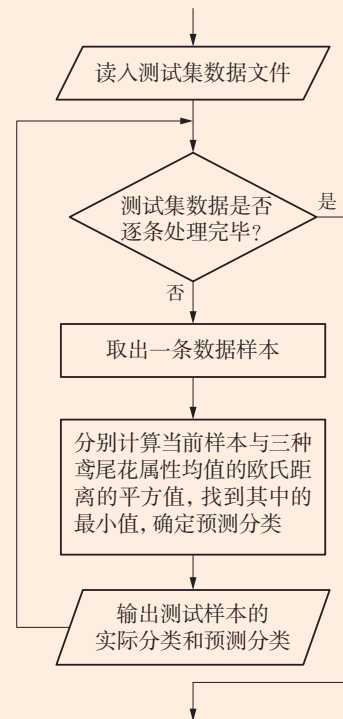 读入测试集数据文件
测试集数据是否
逐条处理完毕?
是
否
取出一条数据样本
分别计算当前样本与三种
鸢尾花属性均值的欧氏距
离的平方值,找到其中的
最小值,确定预测分类
输出测试样本的
实际分类和预测分类